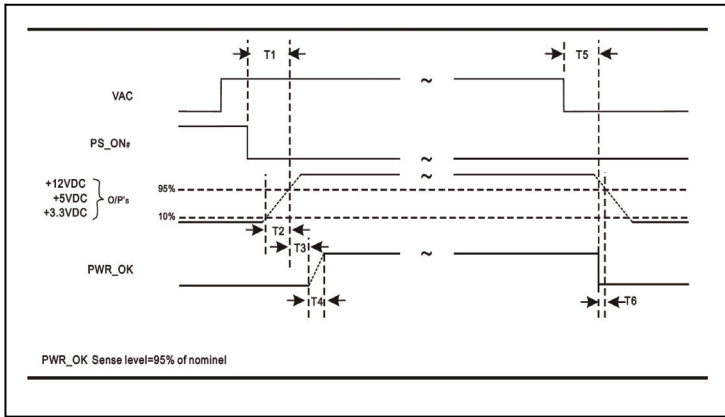 T1
T5
VAC
~
PS_ON#
~
+12VDC
+5VDC
+3.3VDC
O/P's
95%
10%
~
T2
T3
PWR_OK
~
T4
T6
PWR_OK Sense level=95% of nominel